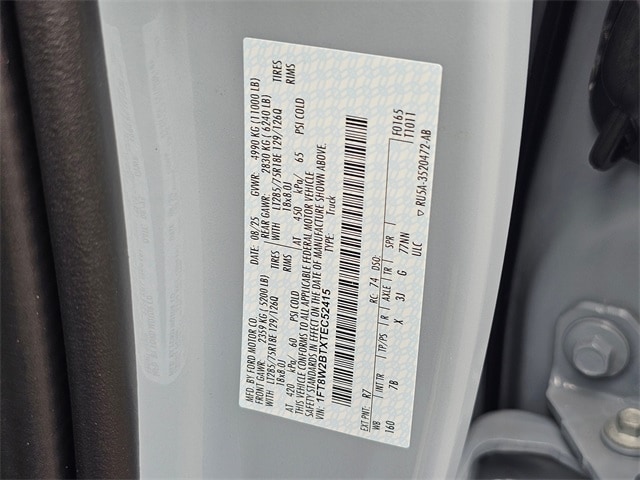 MFD. BY FORD MOTOR CO.
DATE: 08/25 GVWR: 4990 KG (11000 LB)
FRONT GAWR: 2359 KG (5200 LB) REAR GAWR: 2830 KG (6240 LB)
WITH LT285/75R18E 129/126Q TIRES WITH LT285/75R18E 129/126Q TIRES
18x8.0J RIMS 18x8.0J RIMS
AT 420 kPa/ 60 PSI COLD AT 450 kPa/ 65 PSI COLD
THIS VEHICLE CONFORMS TO ALL APPLICABLE FEDERAL MOTOR VEHICLE
SAFETY STANDARDS IN EFFECT ON THE DATE OF MANUFACTURE SHOWN ABOVE.
VIN: 1FT8W2BTXTEC52415 TYPE: Truck
F0165
T1011
EXT PNT: R7 RC: 74 DSO:
WB INT TR TP/PS R AXLE TR SPR
160 7B X 3J G 77NN
ULC ▽ RU5A-3520472-AB